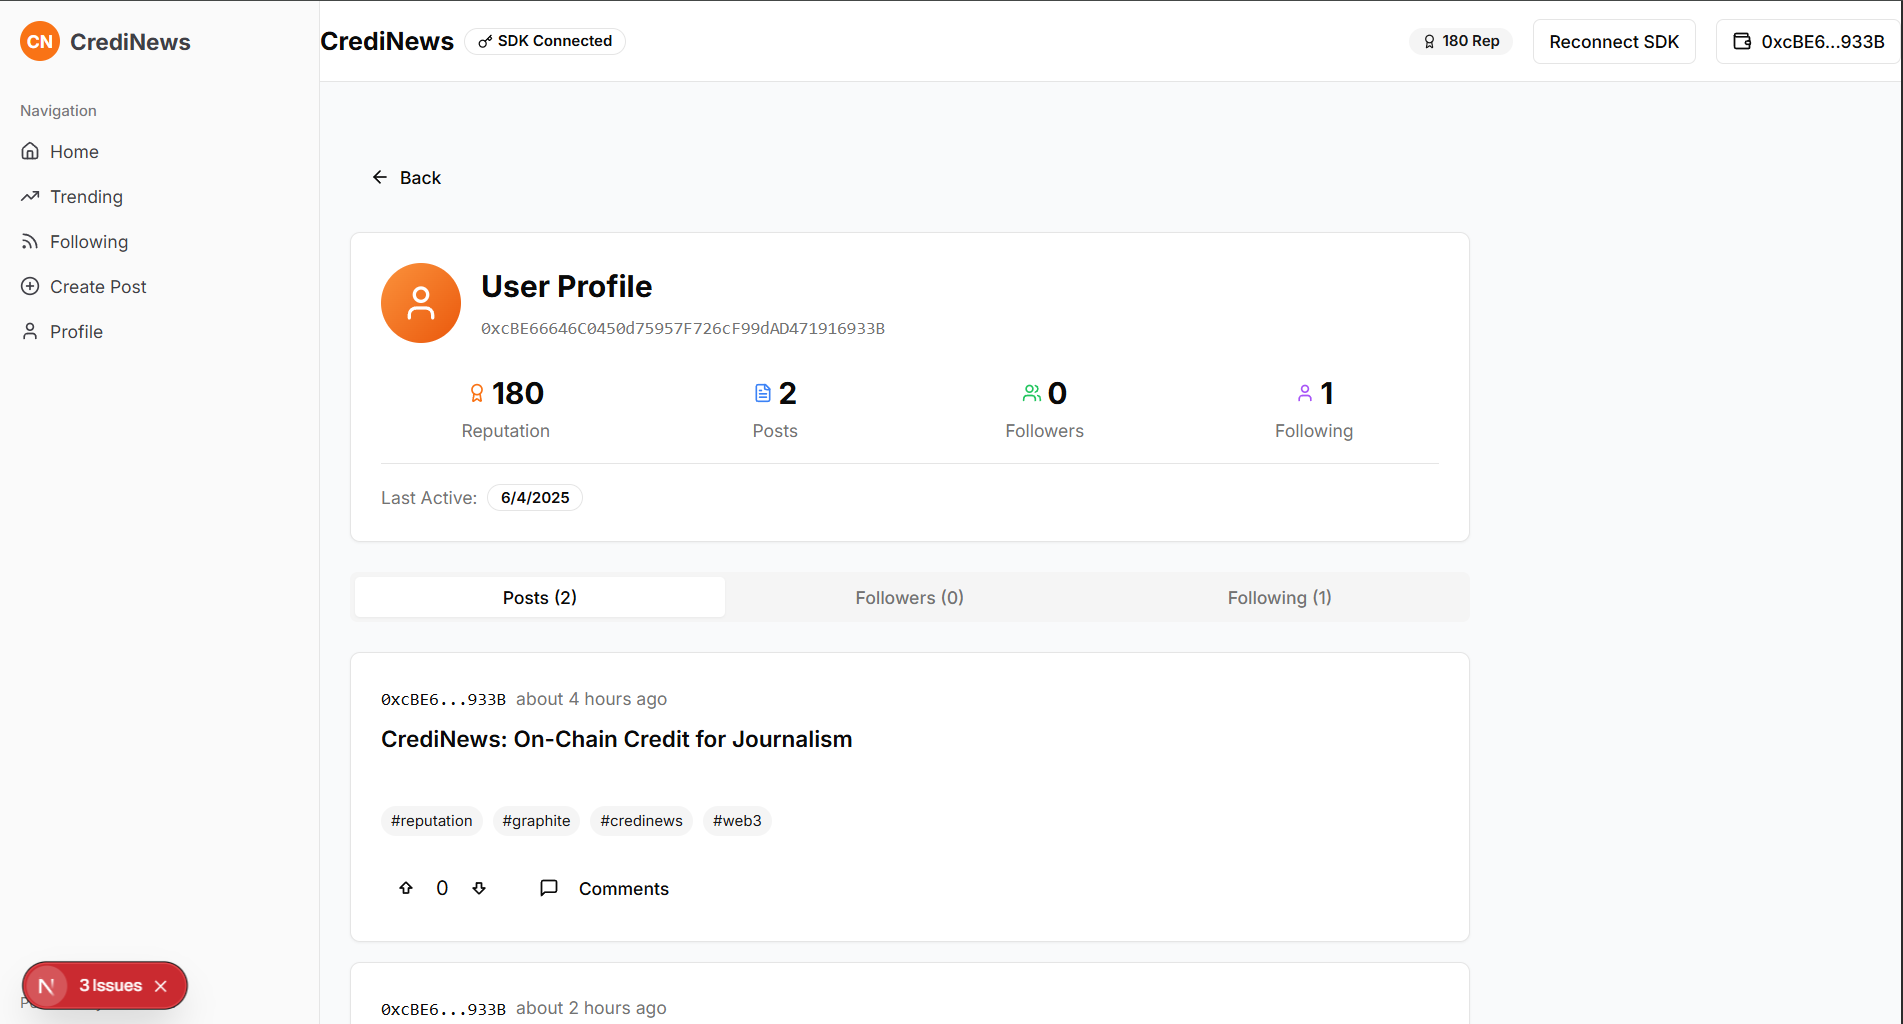 CN CrediNews
Navigation
Home
Trending
Following
Create Post
Profile
N 3 Issues
CrediNews SDK Connected 180 Rep Reconnect SDK 0xcBE6...933B
Back
User Profile
0xcBE66646C0450d75957F726cF99dAD471916933B
180 2 0 1
Reputation Posts Followers Following
Last Active: 6/4/2025
Posts (2) Followers (0) Following (1)
0xcBE6...933B about 4 hours ago
CrediNews: On-Chain Credit for Journalism
#reputation #graphite #credinews #web3
0 Comments
0xcBE6...933B about 2 hours ago